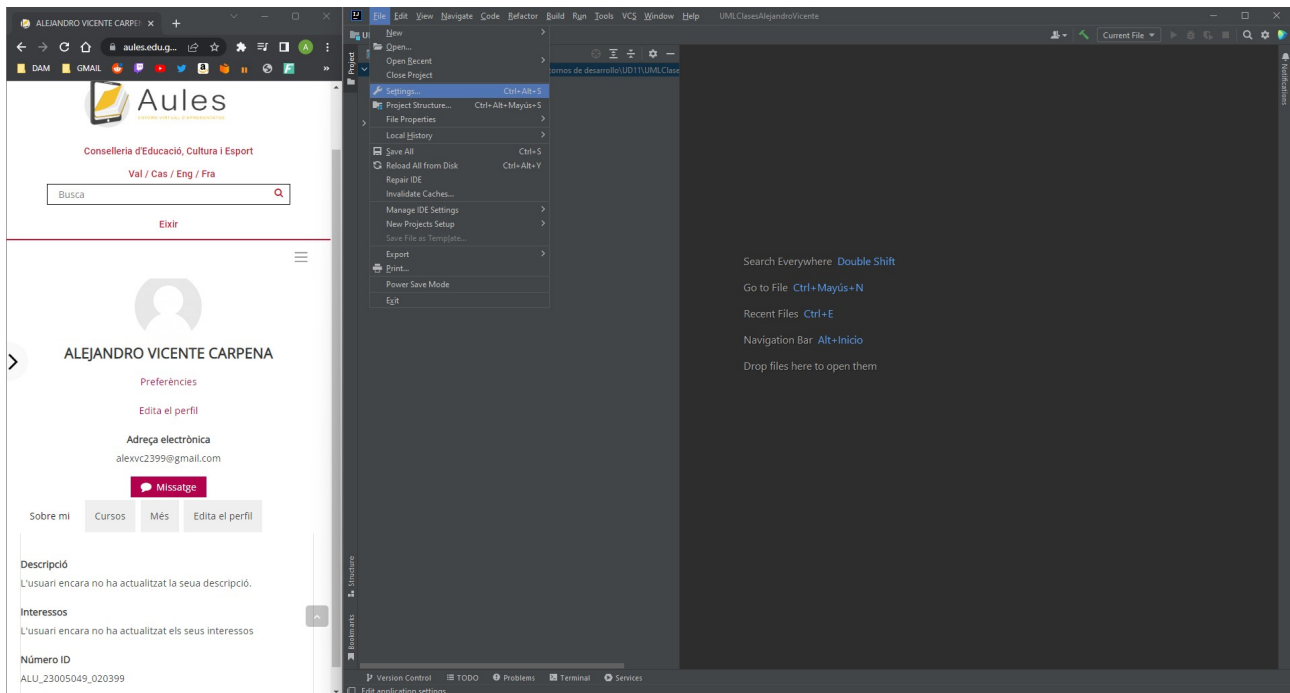 ALEJANDRO VICENTE CARPE
aules.edu.g...
DAM GMAIL
Aules
Conselleria d'Educació, Cultura i Esport
Val / Cas / Eng / Fra
Busca
Eixir
ALEJANDRO VICENTE CARPENA
Preferències
Edita el perfil
Adreça electrònica
alexvc2399@gmail.com
Missatge
Sobre mi Cursos Més Edita el perfil
Descripció
L'usuari encara no ha actualitzat la seua descripció.
Interessos
L'usuari encara no ha actualitzat els seus interessos
Número ID
ALU_23005049_020399
File Edit View Navigate Code Refactor Build Run Tools VCS Window Help UMLClasesAlejandroVicente
Current File
Project
tornos de desarrollo\UD11\UMLClase
New
Open...
Open Recent
Close Project
Settings... Ctrl+Alt+S
Project Structure... Ctrl+Alt+Mayús+S
File Properties
Local History
Save All Ctrl+S
Reload All from Disk Ctrl+Alt+Y
Repair IDE
Invalidate Caches...
Manage IDE Settings
New Projects Setup
Save File as Template...
Export
Print...
Power Save Mode
Exit
Search Everywhere Double Shift
Go to File Ctrl+Mayús+N
Recent Files Ctrl+E
Navigation Bar Alt+Inicio
Drop files here to open them
Notifications
Structure
Bookmarks
Version Control TODO Problems Terminal Services
Edit application settings